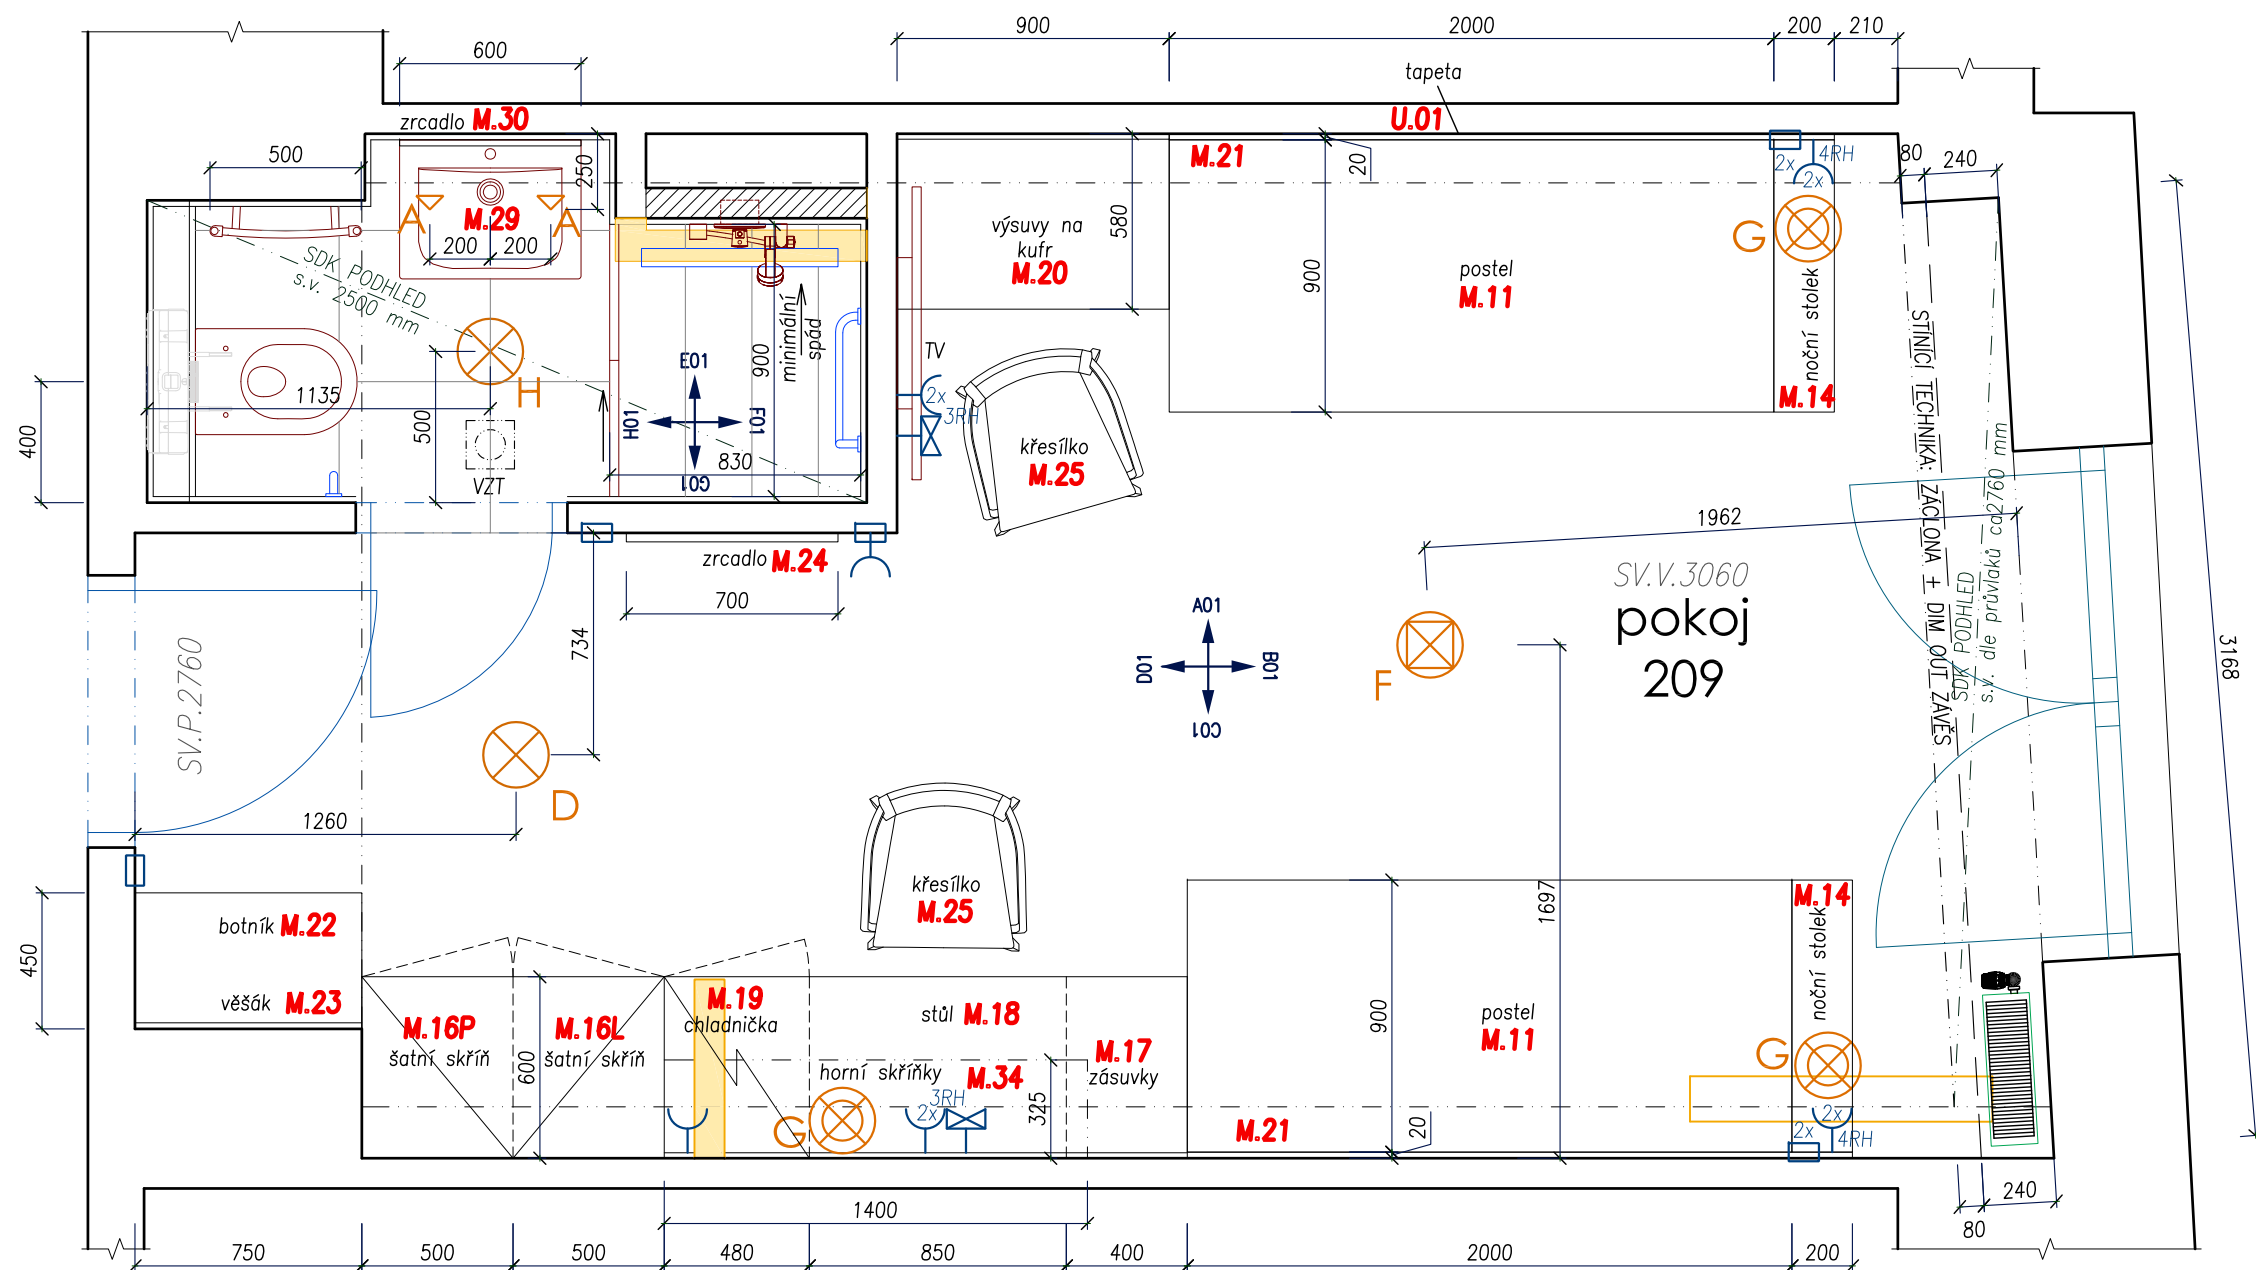 900
2000
200
210
600
tapeta
zrcadlo M.30
U.01
500
250
M.21
20
80
240
2x
4RH
2x
A
M.29
A
200
200
580
výsuvy na
kufr
M.20
G
SDK PODHLED
s.v. 2500 mm
900
postel
M.11
noční stolek
M.14
minimální
spád
900
E01
H01
F01
G01
TV
2x
3RH
H
1135
500
400
830
VZT
křesílko
M.25
STÍNÍCÍ TECHNIKA: ZÁCLONA ± DIM OUT ZÁVĚS
SDK PODHLED
s.v. dle průvlaků ca2760 mm
1962
zrcadlo M.24
700
734
SV.V.3060
pokoj
209
A01
D01
B01
C01
F
3168
SV.P.2760
D
1260
křesílko
M.25
1697
M.14
noční stolek
450
botník M.22
věšák M.23
M.16P
šatní skříň
M.16L
šatní skříň
600
M.19
chladnička
stůl M.18
M.17
zásuvky
horní skříňky
M.34
325
G
2x
3RH
900
postel
M.11
G
M.21
20
2x
2x
4RH
240
80
1400
750
500
500
480
850
400
2000
200